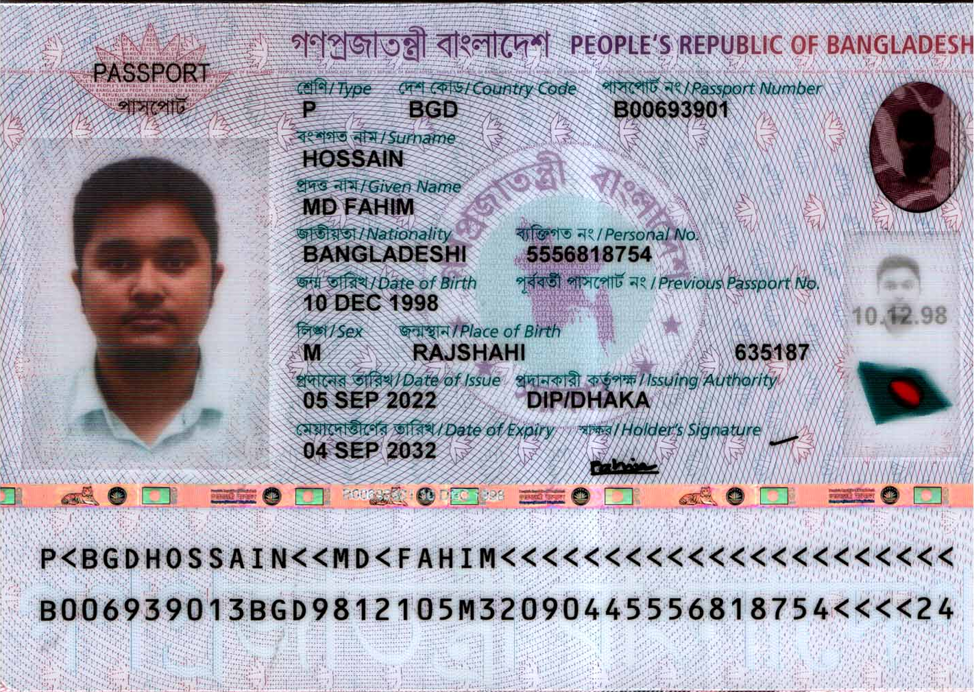 গণপ্রজাতন্ত্রী বাংলাদেশ PEOPLE'S REPUBLIC OF BANGLADESH
PASSPORT
পাসপোর্ট
শ্রেণি/Type দেশ কোড/Country Code পাসপোর্ট নং/Passport Number
P BGD B00693901
বংশগত নাম/Surname
HOSSAIN
প্রদত্ত নাম/Given Name
MD FAHIM
জাতীয়তা/Nationality ব্যক্তিগত নং/Personal No.
BANGLADESHI 5556818754
জন্ম তারিখ/Date of Birth পূর্ববর্তী পাসপোর্ট নং/Previous Passport No.
10 DEC 1998
10.12.98
লিঙ্গ/Sex জন্মস্থান/Place of Birth
M RAJSHAHI 635187
প্রদানের তারিখ/Date of Issue প্রদানকারী কর্তৃপক্ষ/Issuing Authority
05 SEP 2022 DIP/DHAKA
মেয়াদোত্তীর্ণের তারিখ/Date of Expiry স্বাক্ষর/Holder's Signature
04 SEP 2032
Fahim
P<BGDHOSSAIN<<MD<FAHIM<<<<<<<<<<<<<<<<<<<<<<
B006939013BGD9812105M32090445556818754<<<<24